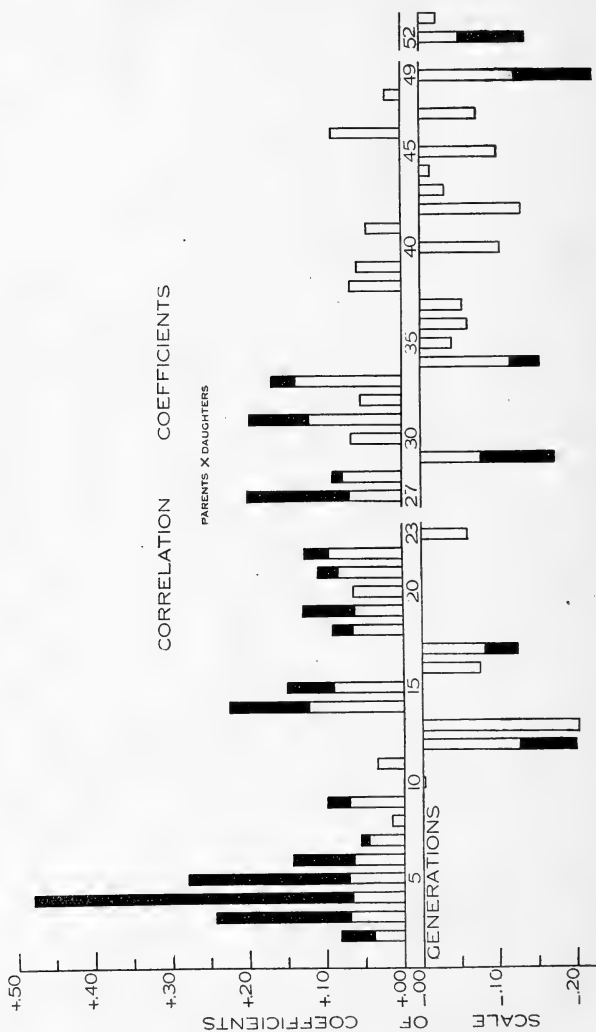 CORRELATION COEFFICIENTS
PARENTS X DAUGHTERS
+.50
+.40
+.30
+.20
+.10
+.00
-.00
-.10
-.20
SCALE OF COEFFICIENTS
GENERATIONS
5 10 15 20 23 27 30 35 40 45 49 52